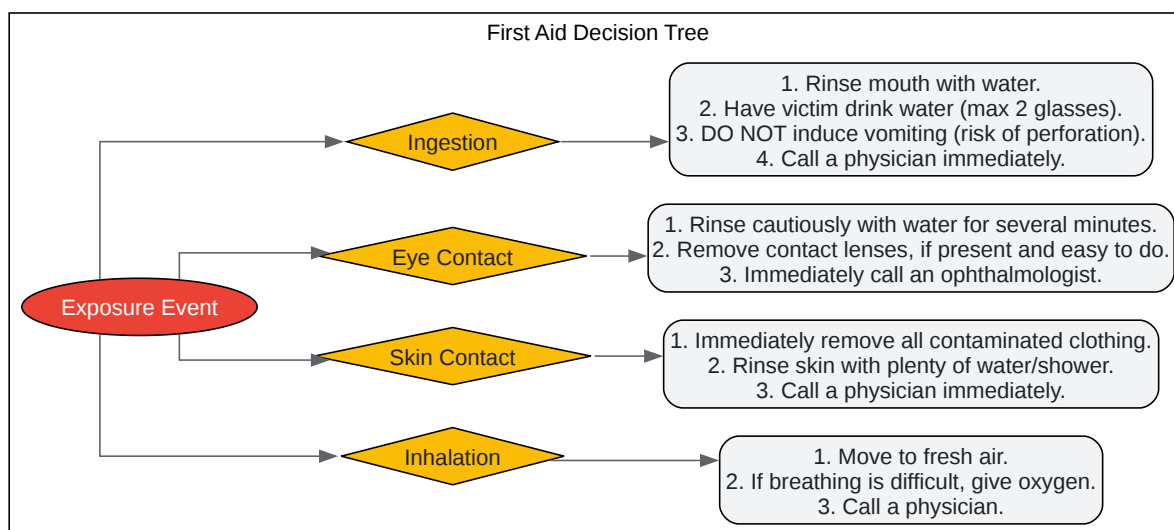 First Aid Decision Tree
Ingestion
1. Rinse mouth with water.
2. Have victim drink water (max 2 glasses).
3. DO NOT induce vomiting (risk of perforation).
4. Call a physician immediately.
Exposure Event
Eye Contact
1. Rinse cautiously with water for several minutes.
2. Remove contact lenses, if present and easy to do.
3. Immediately call an ophthalmologist.
Skin Contact
1. Immediately remove all contaminated clothing.
2. Rinse skin with plenty of water/shower.
3. Call a physician immediately.
Inhalation
1. Move to fresh air.
2. If breathing is difficult, give oxygen.
3. Call a physician.